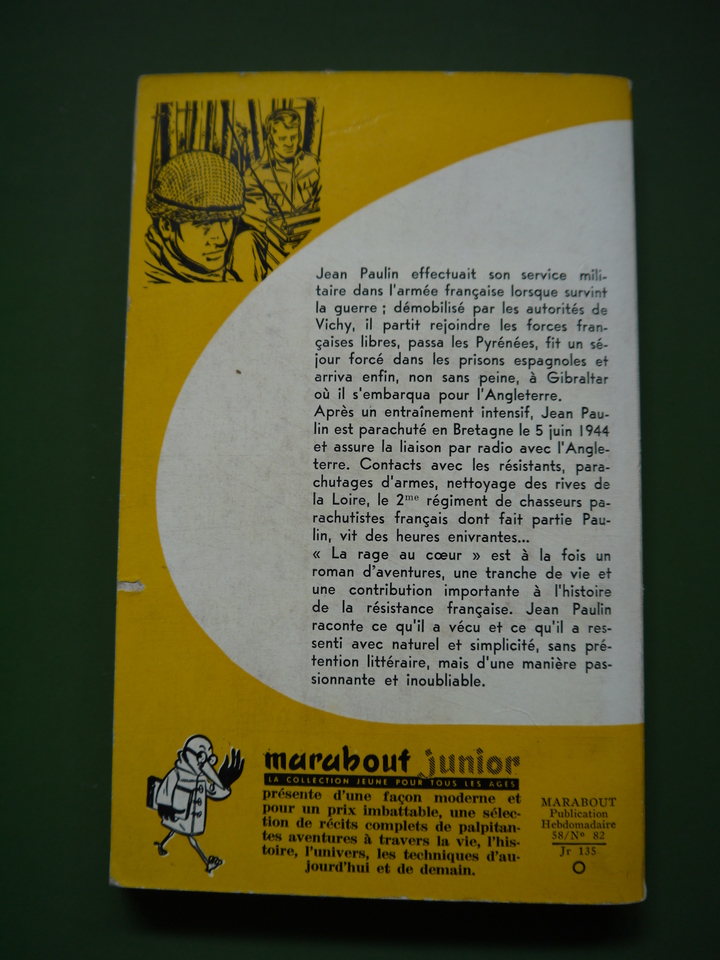 Jean Paulin effectuait son service mili-
taire dans l'armée française lorsque survint
la guerre ; démobilisé par les autorités de
Vichy, il partit rejoindre les forces fran-
çaises libres, passa les Pyrénées, fit un sé-
jour forcé dans les prisons espagnoles et
arriva enfin, non sans peine, à Gibraltar
où il s'embarqua pour l'Angleterre.
Après un entraînement intensif, Jean Pau-
lin est parachuté en Bretagne le 5 juin 1944
et assure la liaison par radio avec l'Angle-
terre. Contacts avec les résistants, para-
chutages d'armes, nettoyage des rives de
la Loire, le 2me régiment de chasseurs pa-
rachutistes français dont fait partie Pau-
lin, vit des heures enivrantes...
« La rage au cœur » est à la fois un
roman d'aventures, une tranche de vie et
une contribution importante à l'histoire
de la résistance française. Jean Paulin
raconte ce qu'il a vécu et ce qu'il a res-
senti avec naturel et simplicité, sans pré-
tention littéraire, mais d'une manière pas-
sionnante et inoubliable.
marabout junior
LA COLLECTION JEUNE POUR TOUS LES AGES
présente d'une façon moderne et
pour un prix imbattable, une sélec-
tion de récits complets de palpitan-
tes aventures à travers la vie, l'his-
toire, l'univers, les techniques d'au-
jourd'hui et de demain.
MARABOUT
Publication
Hebdomadaire
58/Nº 82
Jr 135